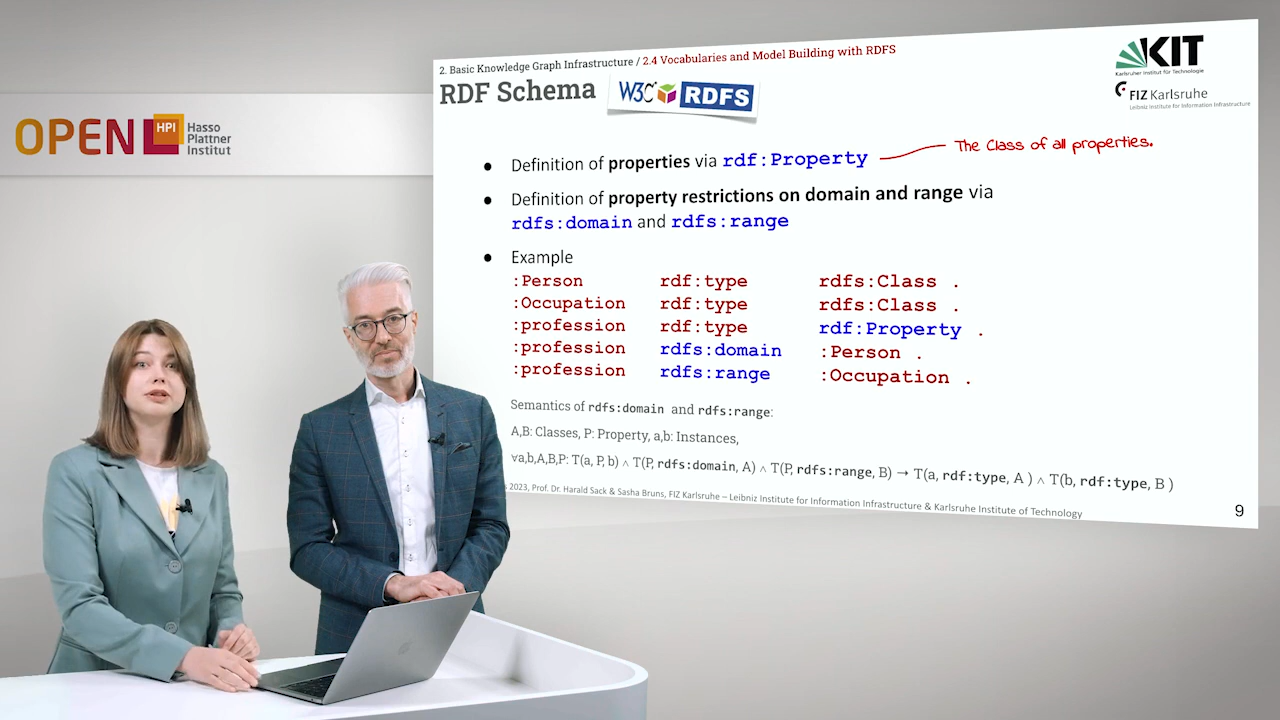 OPEN HPI Hasso
Plattner
Institut
2. Basic Knowledge Graph Infrastructure / 2.4 Vocabularies and Model Building with RDFS
RDF Schema
W3C RDFS
KIT
Karlsruher Institut für Technologie
FIZ Karlsruhe
Leibniz Institute for Information Infrastructure
● Definition of properties via rdf:Property
The Class of all properties.
● Definition of property restrictions on domain and range via
rdfs:domain and rdfs:range
● Example
:Person rdf:type rdfs:Class .
:Occupation rdf:type rdfs:Class .
:profession rdf:type rdf:Property .
:profession rdfs:domain :Person .
:profession rdfs:range :Occupation .
Semantics of rdfs:domain and rdfs:range:
A,B: Classes, P: Property, a,b: Instances,
∀a,b,A,B,P: T(a, P, b) ∧ T(P, rdfs:domain, A) ∧ T(P, rdfs:range, B) → T(a, rdf:type, A ) ∧ T(b, rdf:type, B )
2023, Prof. Dr. Harald Sack & Sasha Bruns, FIZ Karlsruhe – Leibniz Institute for Information Infrastructure & Karlsruhe Institute of Technology
9